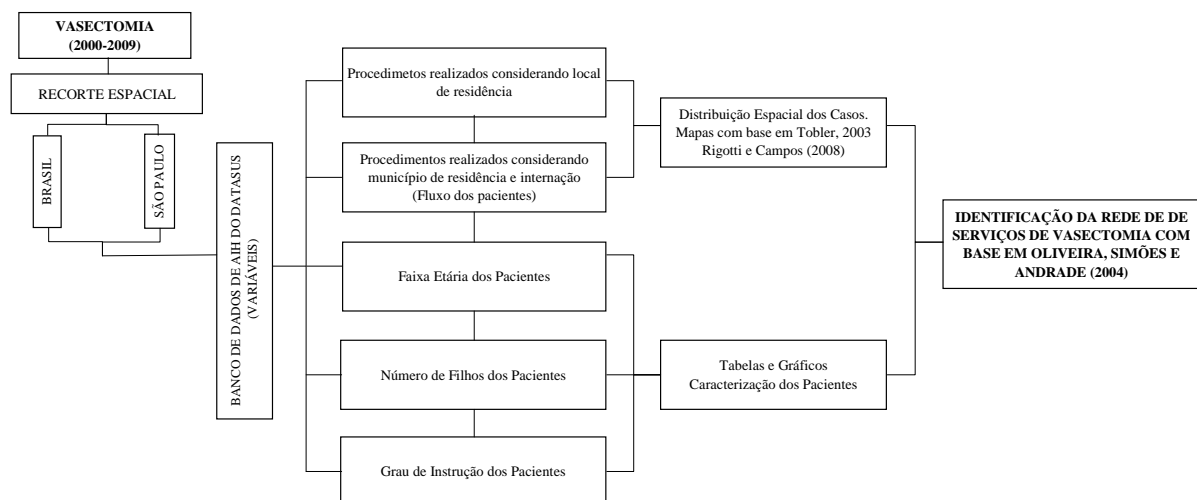 VASECTOMIA
(2000-2009)
RECORTE ESPACIAL
BRASIL
SÃO PAULO
BANCO DE DADOS DE AIH DO DATASUS
(VARIÁVEIS)
Procedimetos realizados considerando local
de residência
Procedimentos realizados considerando
município de residência e internação
(Fluxo dos pacientes)
Faixa Etária dos Pacientes
Número de Filhos dos Pacientes
Grau de Instrução dos Pacientes
Distribuição Espacial dos Casos.
Mapas com base em Tobler, 2003
Rigotti e Campos (2008)
Tabelas e Gráficos
Caracterização dos Pacientes
IDENTIFICAÇÃO DA REDE DE DE
SERVIÇOS DE VASECTOMIA COM
BASE EM OLIVEIRA, SIMÕES E
ANDRADE (2004)